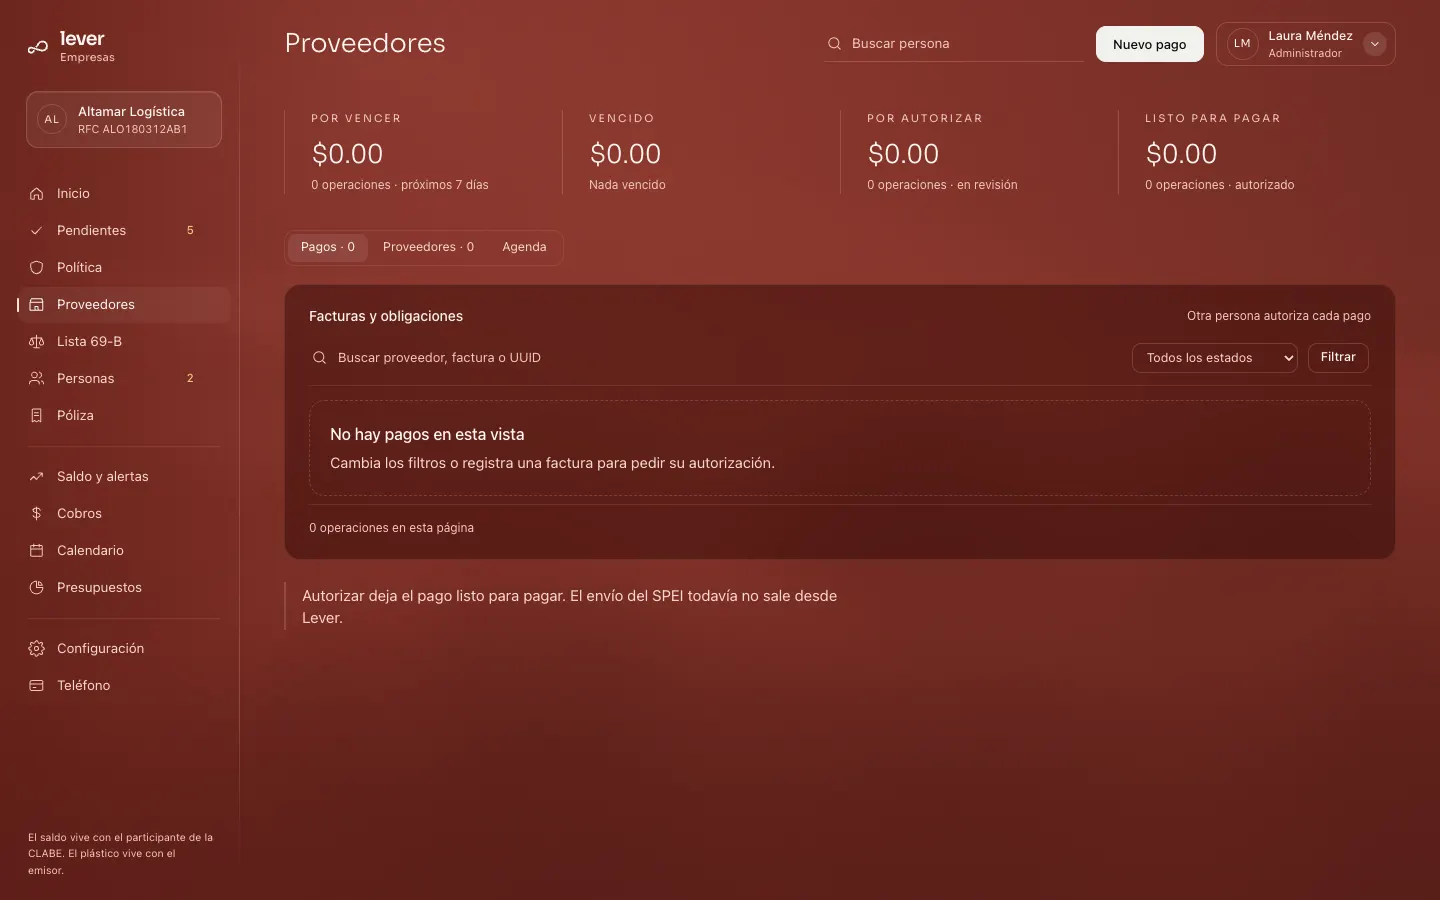 lever
Empresas
AL
Altamar Logística
RFC ALO180312AB1
Inicio
Pendientes 5
Política
Proveedores
Lista 69-B
Personas 2
Póliza
Saldo y alertas
Cobros
Calendario
Presupuestos
Configuración
Teléfono
El saldo vive con el participante de la
CLABE. El plástico vive con el
emisor.
Proveedores
Buscar persona
Nuevo pago
LM
Laura Méndez
Administrador
POR VENCER
$0.00
0 operaciones · próximos 7 días
VENCIDO
$0.00
Nada vencido
POR AUTORIZAR
$0.00
0 operaciones · en revisión
LISTO PARA PAGAR
$0.00
0 operaciones · autorizado
Pagos · 0
Proveedores · 0
Agenda
Facturas y obligaciones
Otra persona autoriza cada pago
Buscar proveedor, factura o UUID
Todos los estados
Filtrar
No hay pagos en esta vista
Cambia los filtros o registra una factura para pedir su autorización.
0 operaciones en esta página
Autorizar deja el pago listo para pagar. El envío del SPEI todavía no sale desde
Lever.